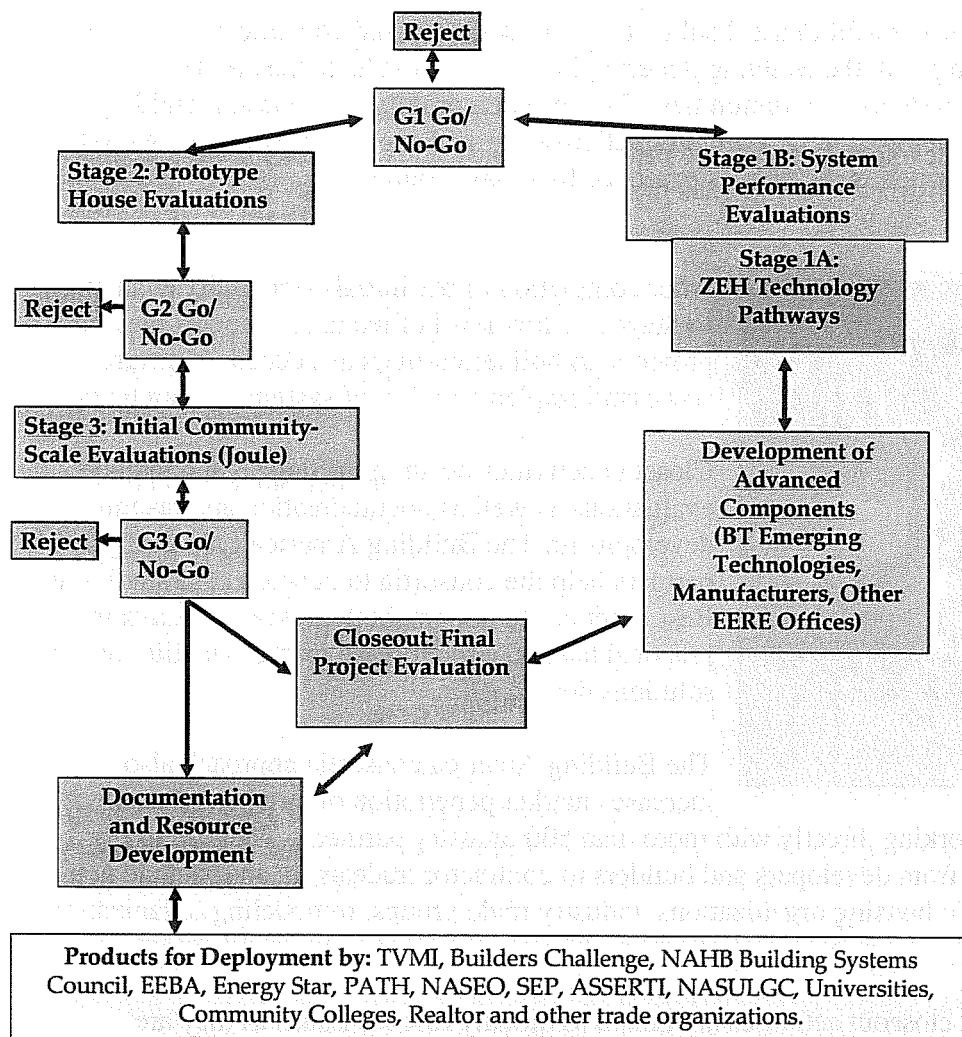 Reject
G1 Go/
No-Go
Stage 2: Prototype
House Evaluations
Stage 1B: System
Performance
Evaluations
Stage 1A:
ZEH Technology
Pathways
Reject
G2 Go/
No-Go
Stage 3: Initial Community-
Scale Evaluations (Joule)
Development of
Advanced
Components
(BT Emerging
Technologies,
Manufacturers, Other
EERE Offices)
Reject
G3 Go/
No-Go
Closeout: Final
Project Evaluation
Documentation
and Resource
Development
Products for Deployment by: TVMI, Builders Challenge, NAHB Building Systems
Council, EEBA, Energy Star, PATH, NASEO, SEP, ASSERTI, NASULGC, Universities,
Community Colleges, Realtor and other trade organizations.